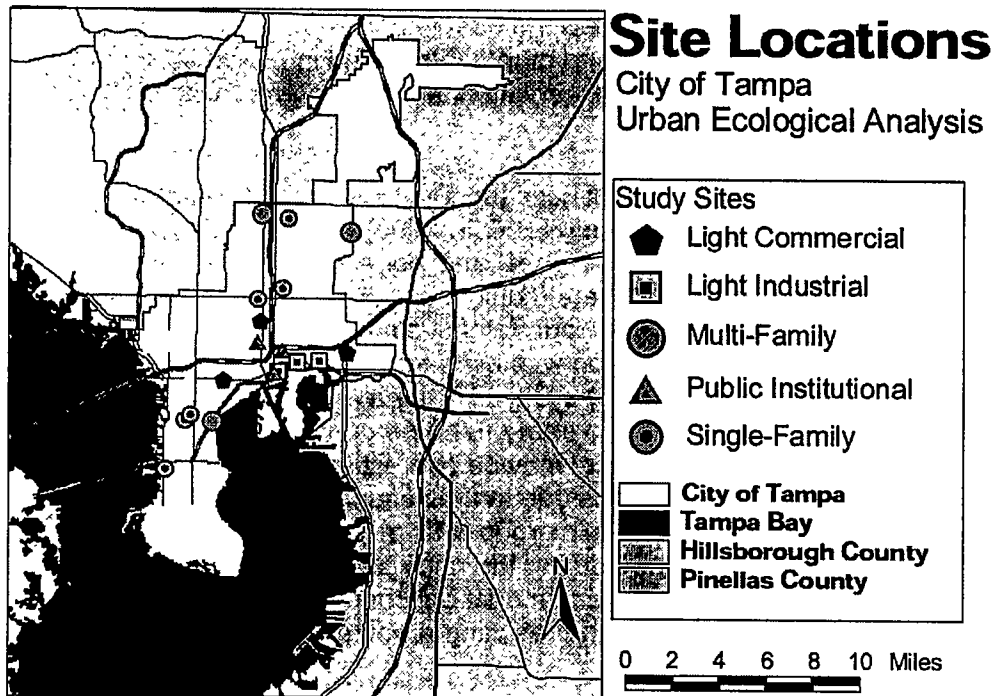 Site Locations
City of Tampa
Urban Ecological Analysis
Study Sites
Light Commercial
Light Industrial
Multi-Family
Public Institutional
Single-Family
City of Tampa
Tampa Bay
Hillsborough County
Pinellas County
N
0 2 4 6 8 10 Miles